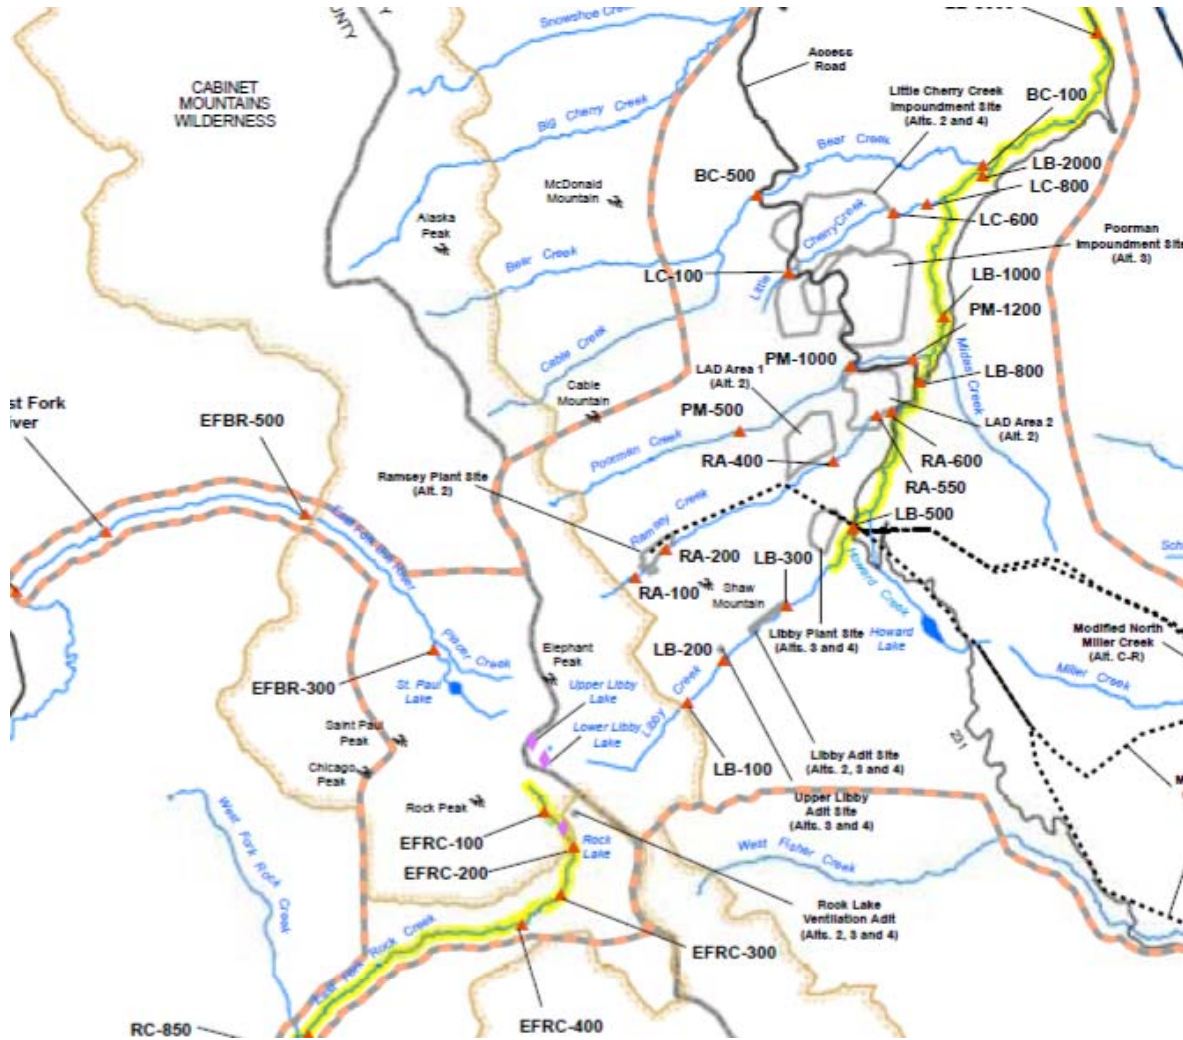 UNTY
Y
Snowshoe Creek
Access
Road
CABINET
MOUNTAINS
WILDERNESS
Little Cherry Creek
Impoundment Site
(Alts. 2 and 4)
BC-100
Big Cherry Creek
Bear Creek
LB-2000
BC-500
LC-800
McDonald
Mountain
LC-600
Alaska
Peak
Cherry Creek
Poorman
Impoundment Site
(Alt. 3)
Bear Creek
LC-100
Little
LB-1000
PM-1200
Cable Creek
PM-1000
Midas Creek
LAD Area 1
(Alt. 2)
LB-800
Cable
Mountain
st Fork
iver
EFBR-500
PM-500
LAD Area 2
(Alt. 2)
Poorman Creek
RA-400
RA-600
Ramsey Plant Site
(Alt. 2)
RA-550
LB-500
East Fork Bull River
Ramsey Creek
RA-200
LB-300
Sch
RA-100
Shaw
Mountain
Howard Creek
Libby Plant Site
(Alts. 3 and 4)
Howard
Lake
Modified North
Miller Creek
(Alt. C-R)
Elephant
Peak
LB-200
Placer Creek
EFBR-300
St. Paul
Lake
Upper Libby
Lake
Libby Creek
Miller Creek
Saint Paul
Peak
Lower Libby
Lake
231
Libby Adit Site
(Alts. 2, 3 and 4)
Chicago
Peak
LB-100
M
Rock Peak
Upper Libby
Adit Site
(Alts. 3 and 4)
West Fork Rock Creek
EFRC-100
Rock
Lake
West Fisher Creek
EFRC-200
Rock Lake
Ventilation Adit
(Alts. 2, 3 and 4)
East Fork Rock Creek
EFRC-300
RC-850
EFRC-400